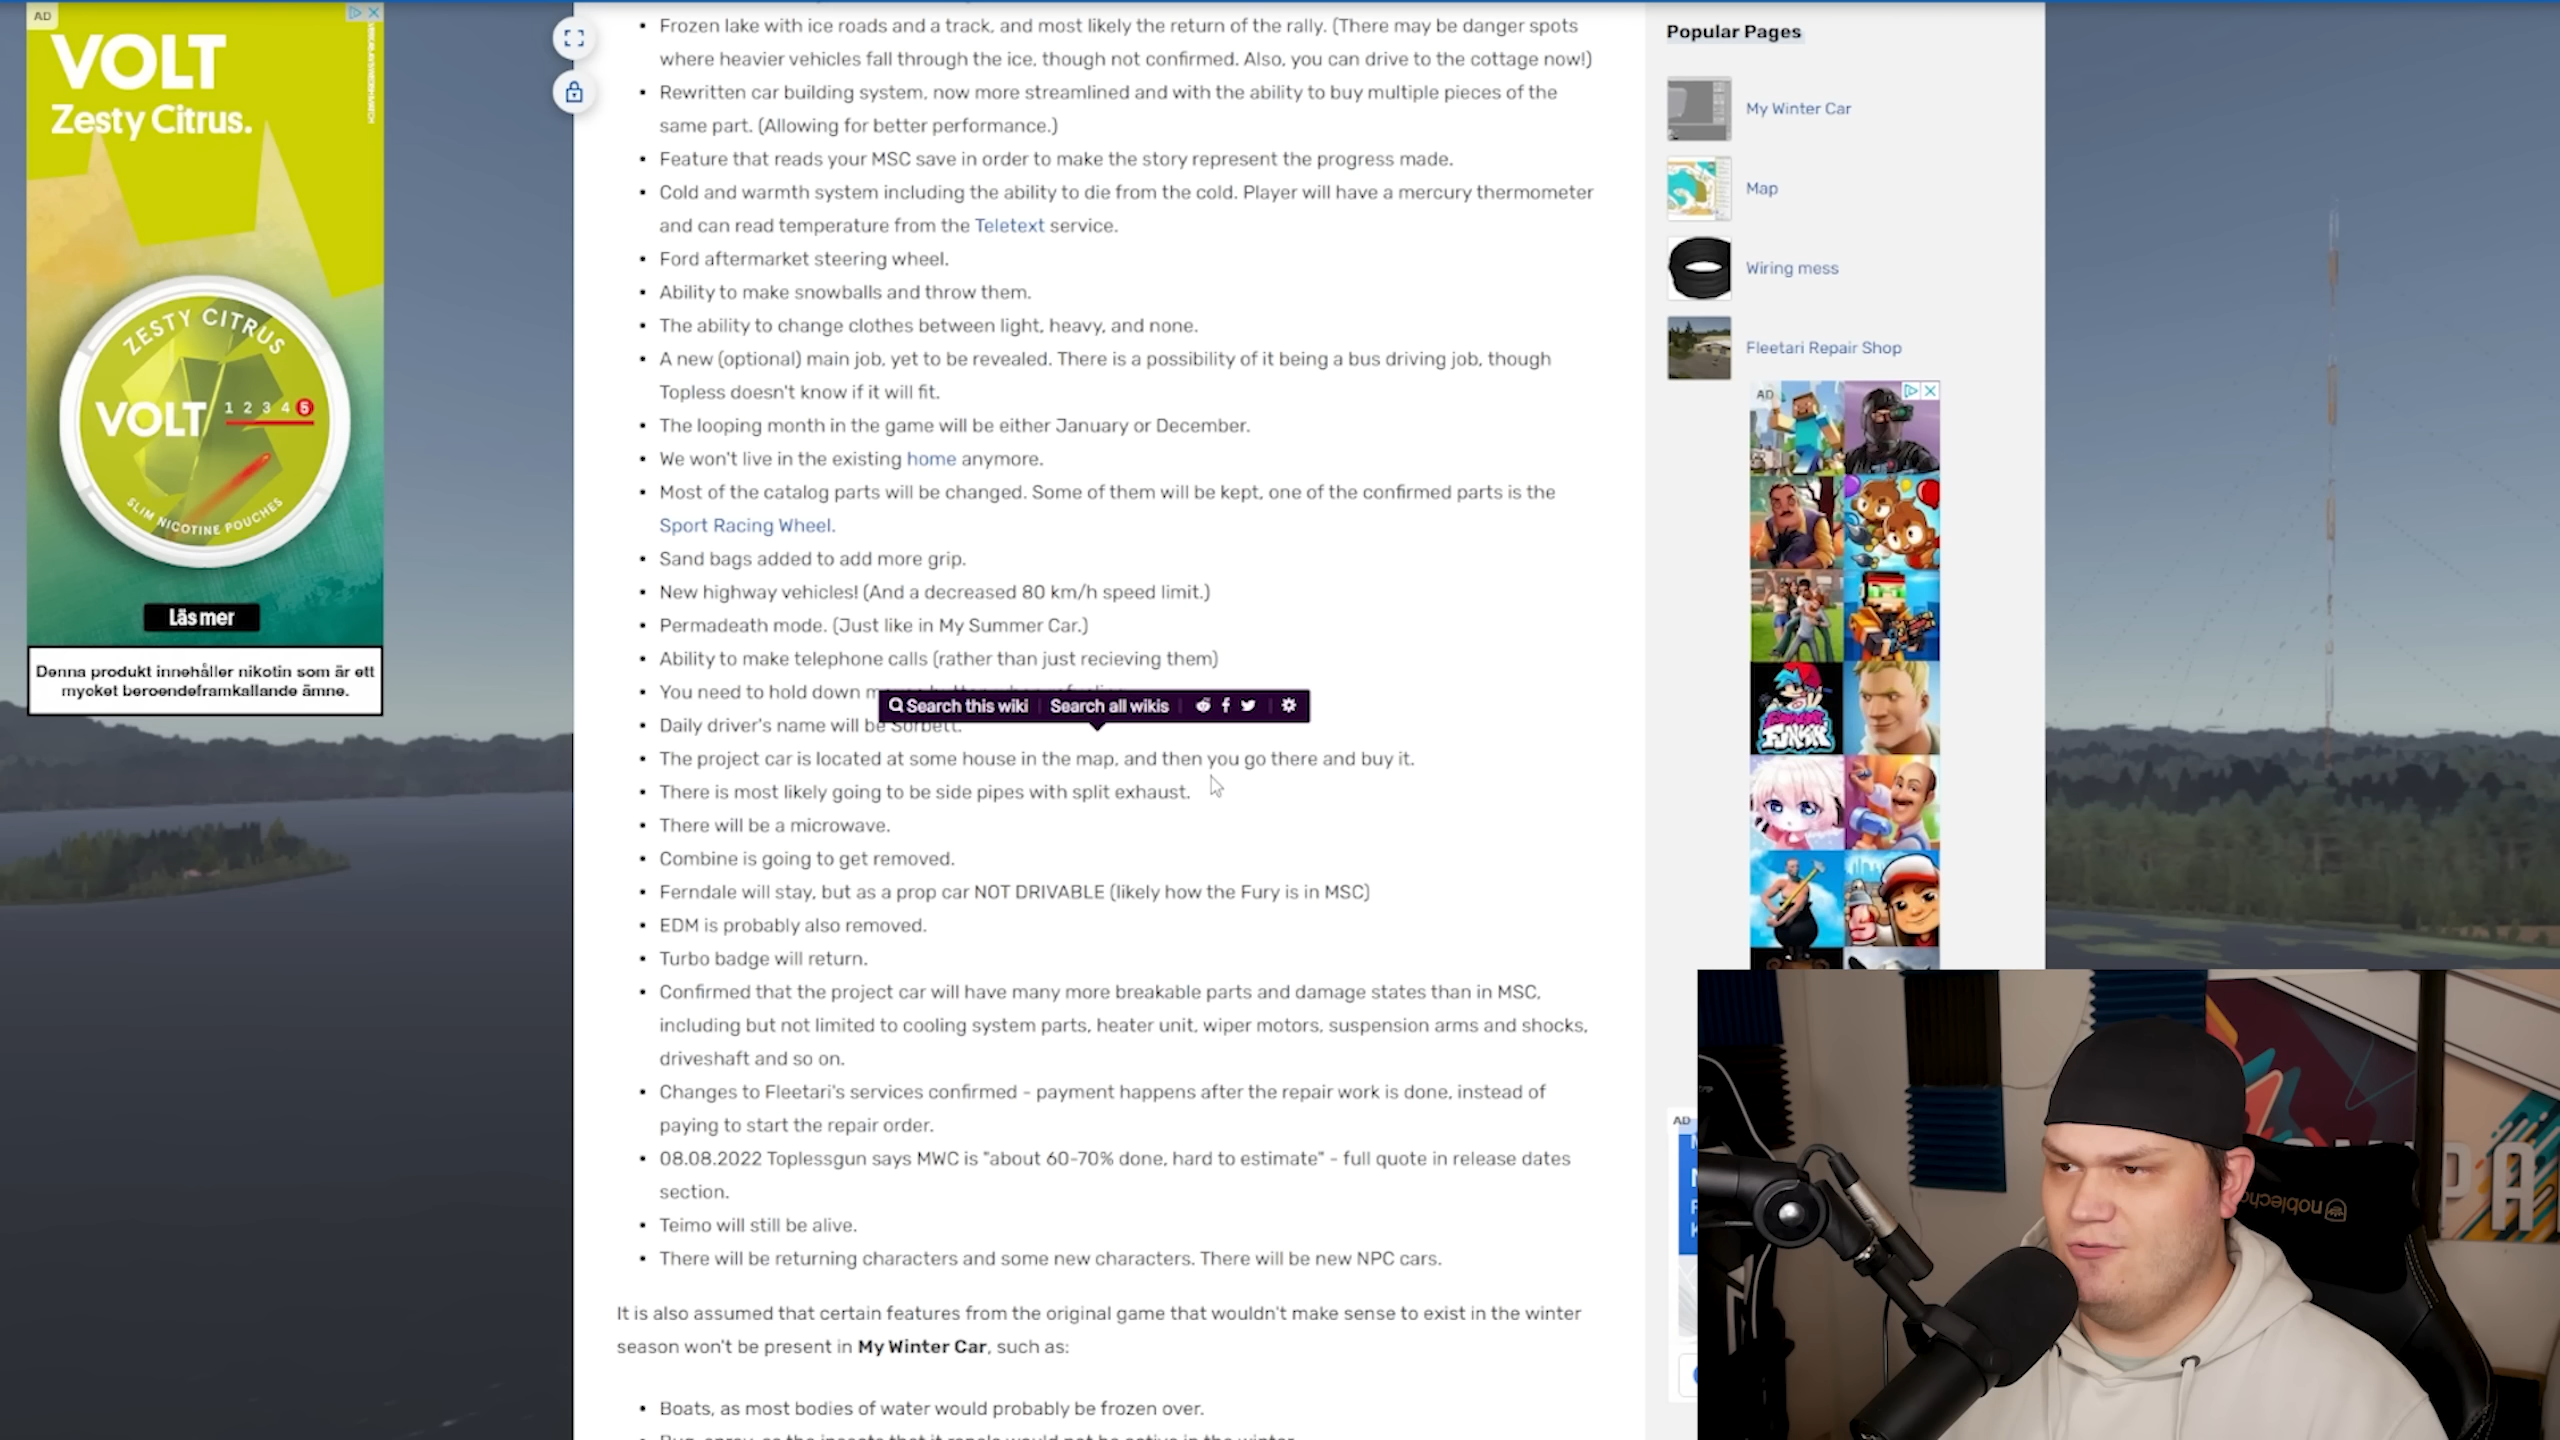 AD
VOLT
Zesty Citrus.
ZESTY CITRUS
VOLT
1 2 3 4 5
SLIM NICOTINE POUCHES
Läs mer
Denna produkt innehåller nikotin som är ett
mycket beroendeframkallande ämne.
Frozen lake with ice roads and a track, and most likely the return of the rally. (There may be danger spots
where heavier vehicles fall through the ice, though not confirmed. Also, you can drive to the cottage now!)
Rewritten car building system, now more streamlined and with the ability to buy multiple pieces of the
same part. (Allowing for better performance.)
Feature that reads your MSC save in order to make the story represent the progress made.
Cold and warmth system including the ability to die from the cold. Player will have a mercury thermometer
and can read temperature from the Teletext service.
Ford aftermarket steering wheel.
Ability to make snowballs and throw them.
The ability to change clothes between light, heavy, and none.
A new (optional) main job, yet to be revealed. There is a possibility of it being a bus driving job, though
Topless doesn't know if it will fit.
The looping month in the game will be either January or December.
We won't live in the existing home anymore.
Most of the catalog parts will be changed. Some of them will be kept, one of the confirmed parts is the
Sport Racing Wheel.
Sand bags added to add more grip.
New highway vehicles! (And a decreased 80 km/h speed limit.)
Permadeath mode. (Just like in My Summer Car.)
Ability to make telephone calls (rather than just recieving them)
You need to hold down
Search this wiki Search all wikis
Daily driver's name will be Sorbett.
The project car is located at some house in the map, and then you go there and buy it.
There is most likely going to be side pipes with split exhaust.
There will be a microwave.
Combine is going to get removed.
Ferndale will stay, but as a prop car NOT DRIVABLE (likely how the Fury is in MSC)
EDM is probably also removed.
Turbo badge will return.
Confirmed that the project car will have many more breakable parts and damage states than in MSC,
including but not limited to cooling system parts, heater unit, wiper motors, suspension arms and shocks,
driveshaft and so on.
Changes to Fleetari's services confirmed - payment happens after the repair work is done, instead of
paying to start the repair order.
08.08.2022 Toplessgun says MWC is "about 60-70% done, hard to estimate" - full quote in release dates
section.
Teimo will still be alive.
There will be returning characters and some new characters. There will be new NPC cars.
It is also assumed that certain features from the original game that wouldn't make sense to exist in the winter
season won't be present in My Winter Car, such as:
Boats, as most bodies of water would probably be frozen over.
Popular Pages
My Winter Car
Map
Wiring mess
Fleetari Repair Shop
AD
FUNKIN
AD
noblecha
PA